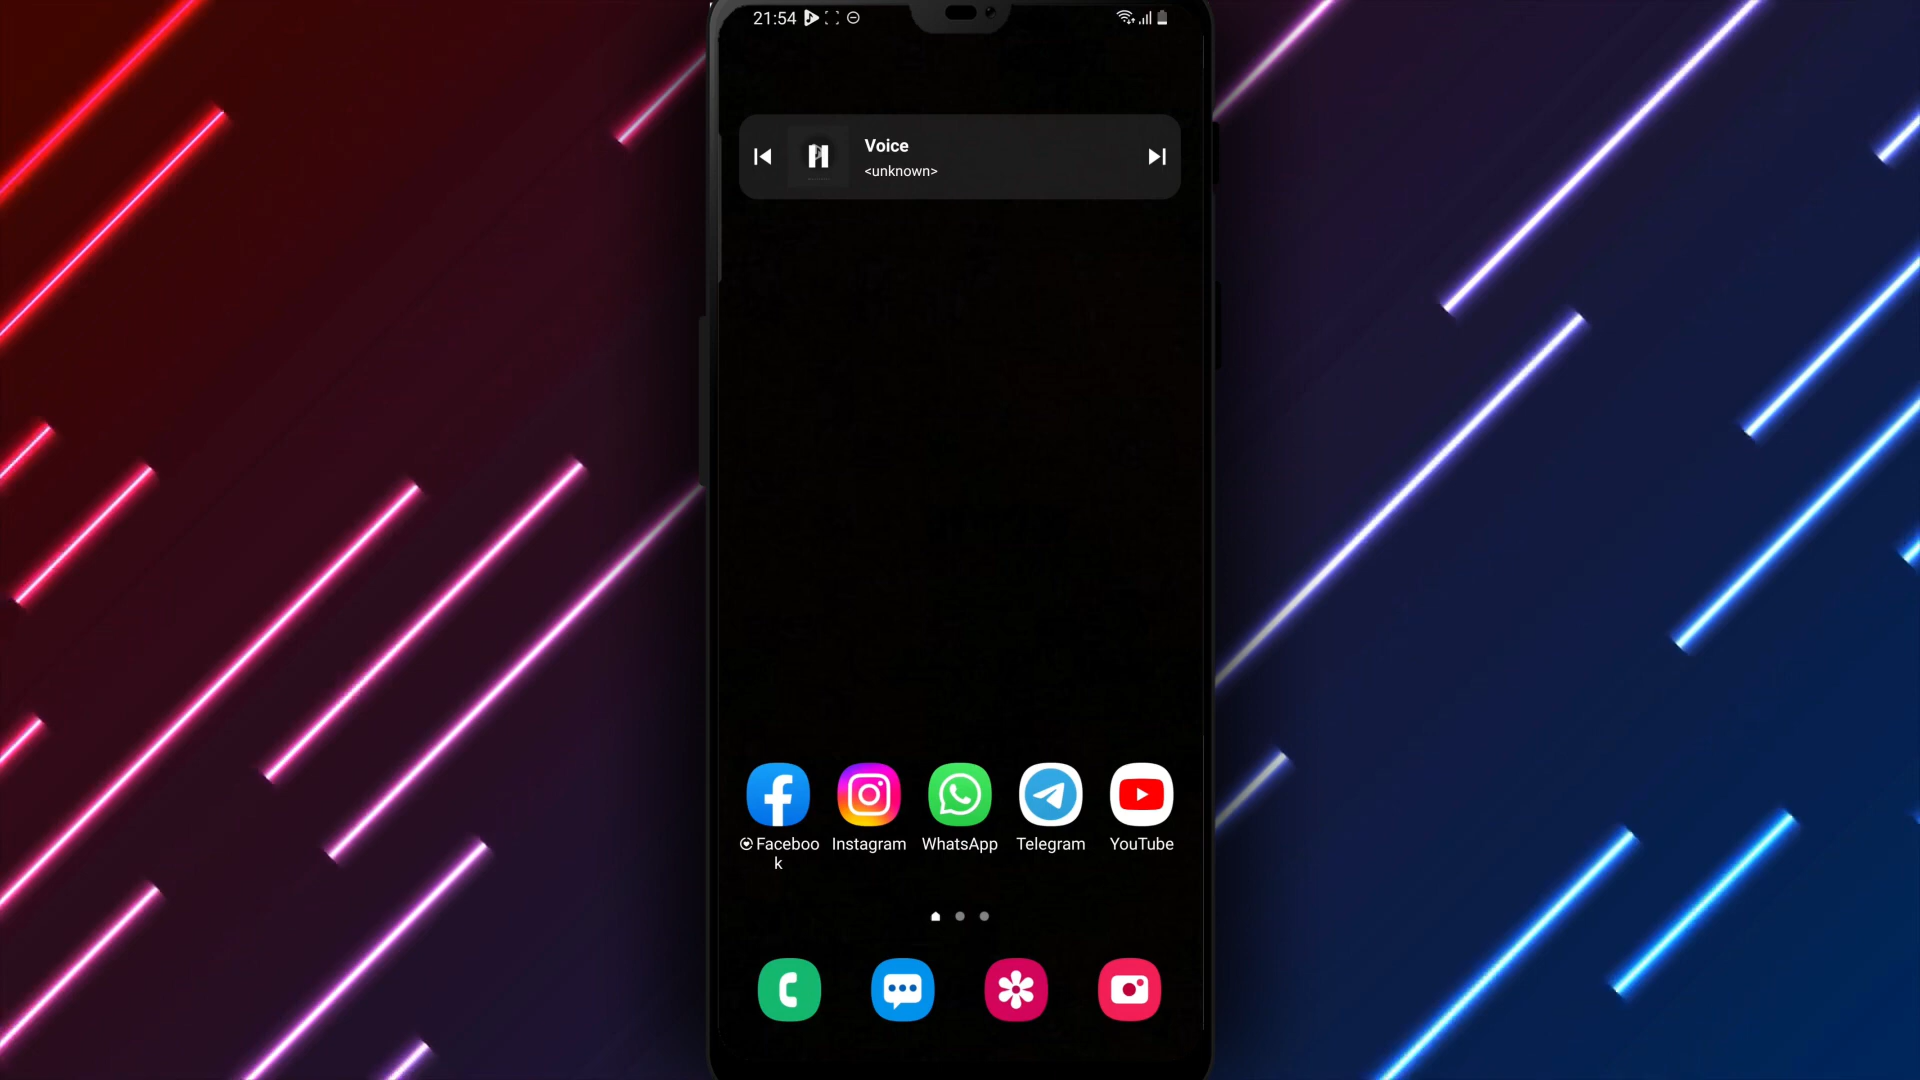 21:54
Voice
<unknown>
Faceboo
k
Instagram
WhatsApp
Telegram
YouTube